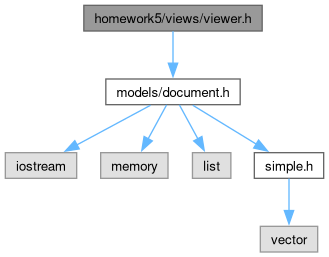 homework5/views/viewer.h
models/document.h
iostream
memory
list
simple.h
vector